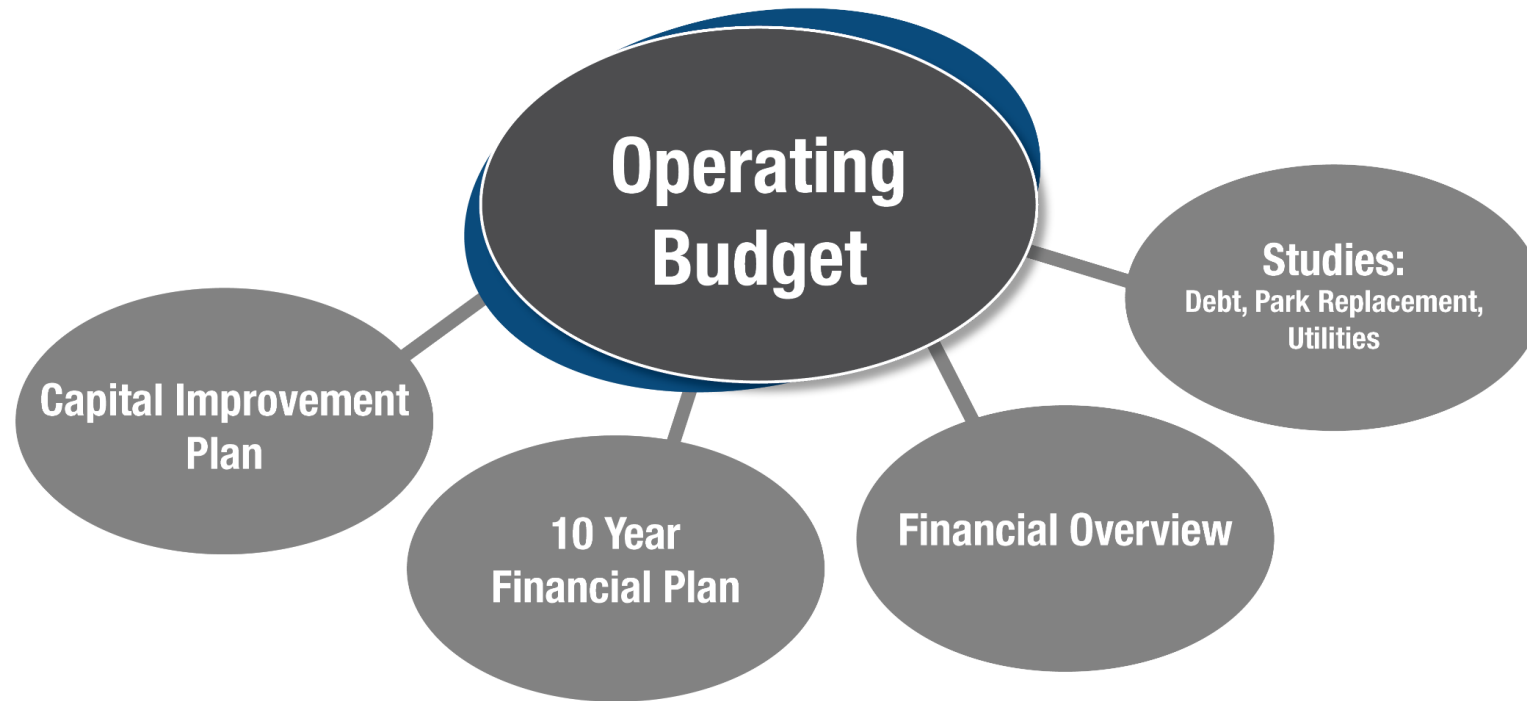 Operating
Budget
Studies:
Debt, Park Replacement,
Utilities
Capital Improvement
Plan
10 Year
Financial Plan
Financial Overview